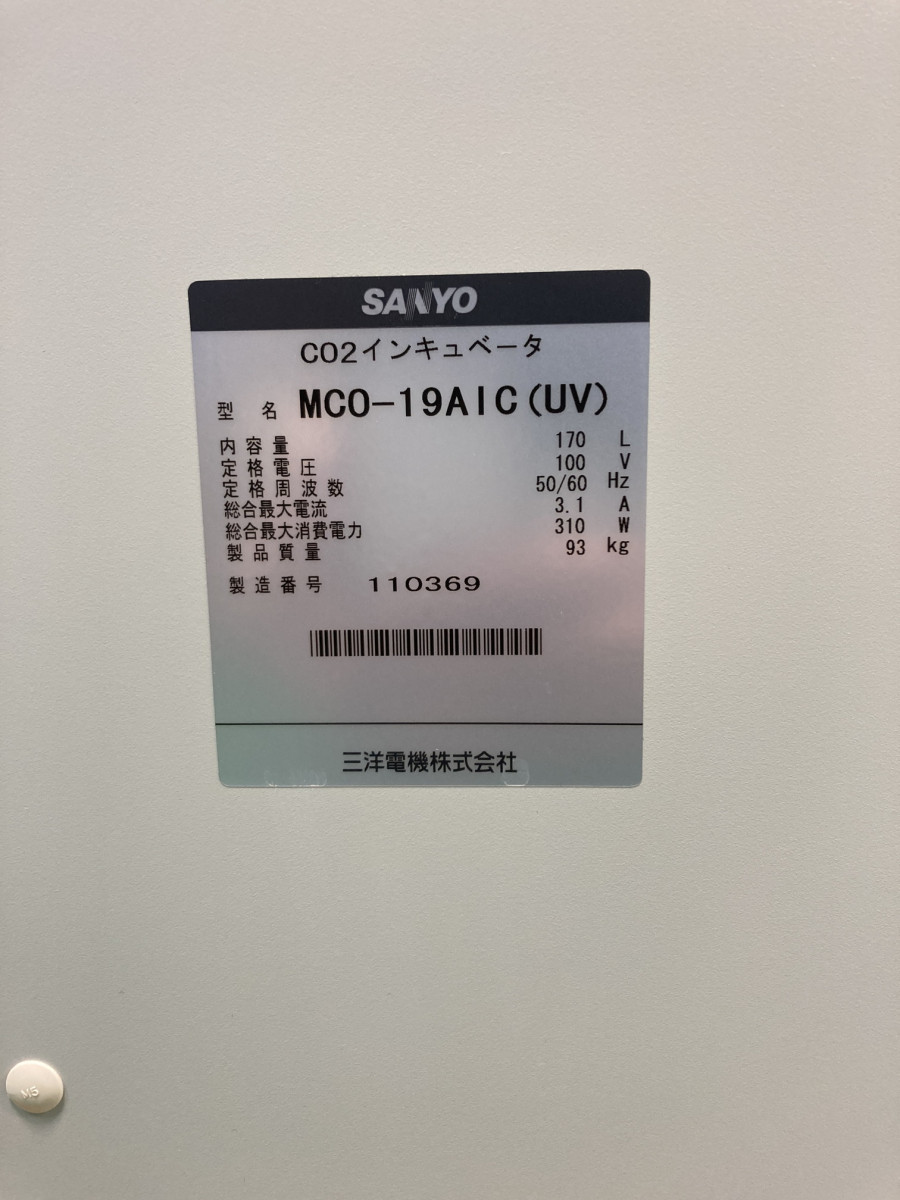 SANYO
CO2インキュベータ
型 名 MCO-19AIC(UV)
内容量 170 L
定格電圧 100 V
定格周波数 50/60 Hz
総合最大電流 3.1 A
総合最大消費電力 310 W
製品質量 93 kg
製造番号 110369
三洋電機株式会社